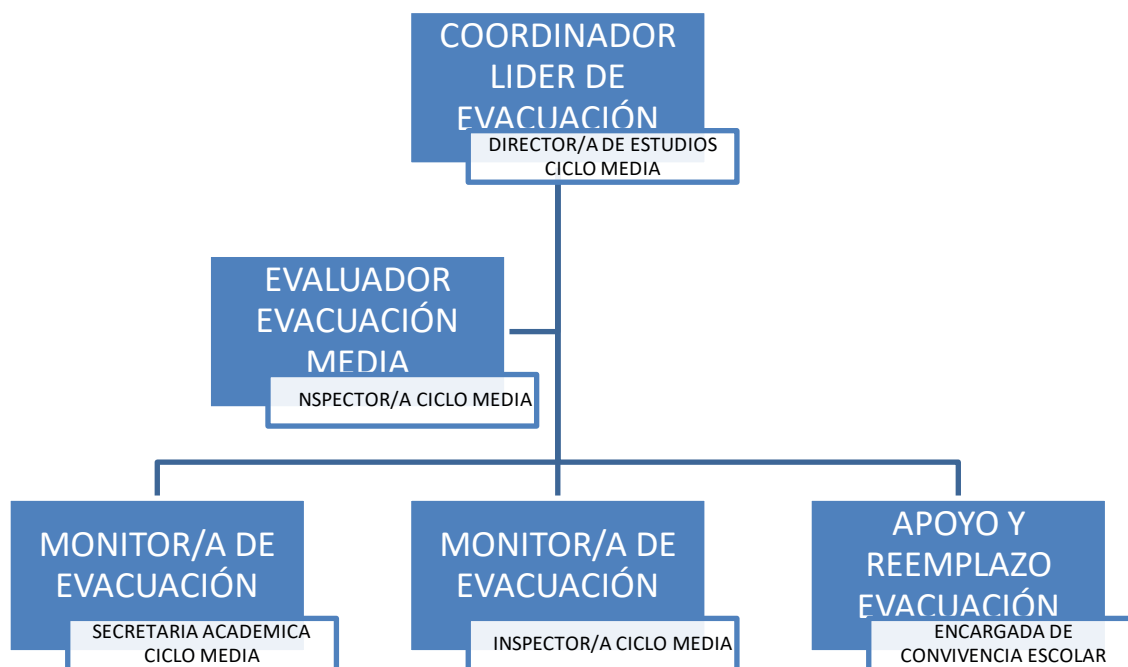 COORDINADOR
LIDER DE
EVACUACIÓN
DIRECTOR/A DE ESTUDIOS
CICLO MEDIA
EVALUADOR
EVACUACIÓN
MEDIA
NSPECTOR/A CICLO MEDIA
MONITOR/A DE
EVACUACIÓN
SECRETARIA ACADEMICA
CICLO MEDIA
MONITOR/A DE
EVACUACIÓN
INSPECTOR/A CICLO MEDIA
APOYO Y
REEMPLAZO
EVACUACIÓN
ENCARGADA DE
CONVIVENCIA ESCOLAR